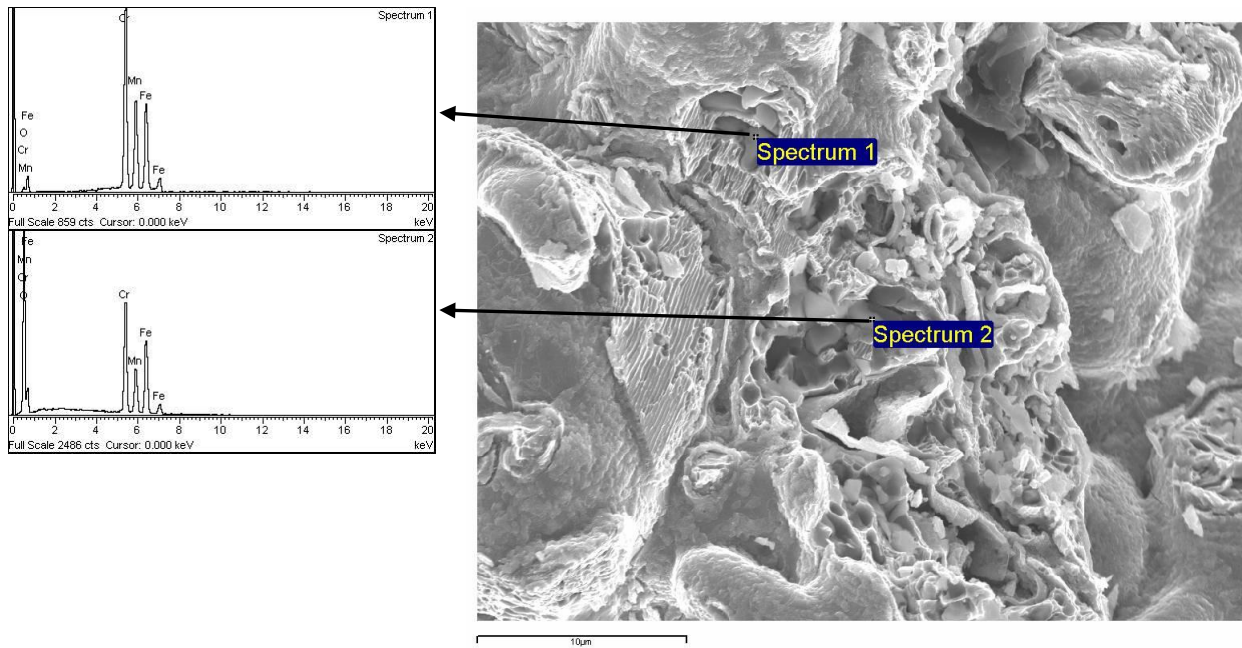 Spectrum 1
Cr
Mn
Fe
Fe
Fe
O
Cr
Mn
0 2 4 6 8 10 12 14 16 18 20
Full Scale 859 cts Cursor: 0.000 keV keV
Spectrum 2
Fe
Mn
Cr
O
Cr
Fe
Mn
Fe
0 2 4 6 8 10 12 14 16 18 20
Full Scale 2486 cts Cursor: 0.000 keV keV
Spectrum 1
Spectrum 2
10µm